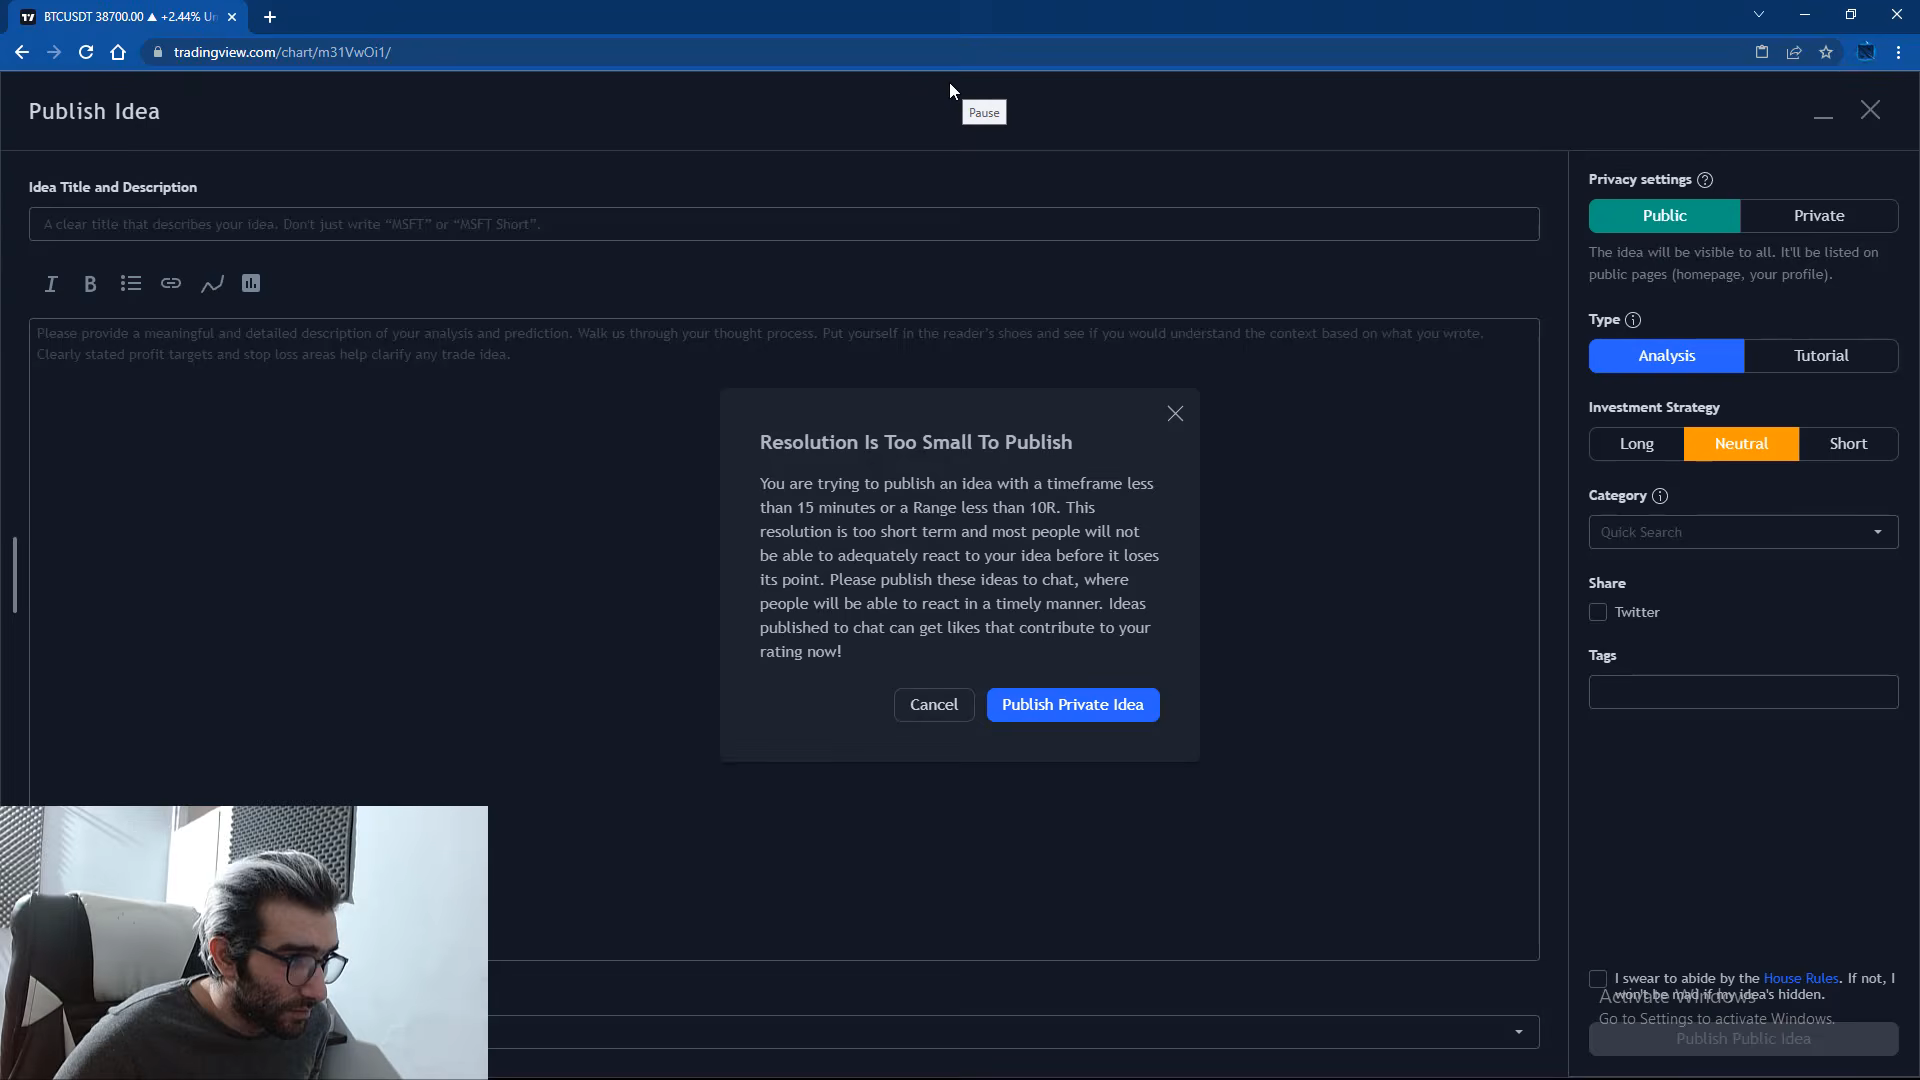 BTCUSDT 38700.00 ▲ +2.44% Un
tradingview.com/chart/m31VwOi1/
Pause
Publish Idea
Idea Title and Description
A clear title that describes your idea. Don't just write “MSFT” or “MSFT Short”.
I B
Please provide a meaningful and detailed description of your analysis and prediction. Walk us through your thought process. Put yourself in the reader's shoes and see if you would understand the context based on what you wrote.
Clearly stated profit targets and stop loss areas help clarify any trade idea.
Resolution Is Too Small To Publish
You are trying to publish an idea with a timeframe less
than 15 minutes or a Range less than 10R. This
resolution is too short term and most people will not
be able to adequately react to your idea before it loses
its point. Please publish these ideas to chat, where
people will be able to react in a timely manner. Ideas
published to chat can get likes that contribute to your
rating now!
Cancel
Publish Private Idea
Privacy settings
Public
Private
The idea will be visible to all. It'll be listed on
public pages (homepage, your profile).
Type
Analysis
Tutorial
Investment Strategy
Long
Neutral
Short
Category
Quick Search
Share
Twitter
Tags
I swear to abide by the House Rules. If not, I
won't be mad if my idea's hidden.
Activate Windows
Go to Settings to activate Windows.
Publish Public Idea